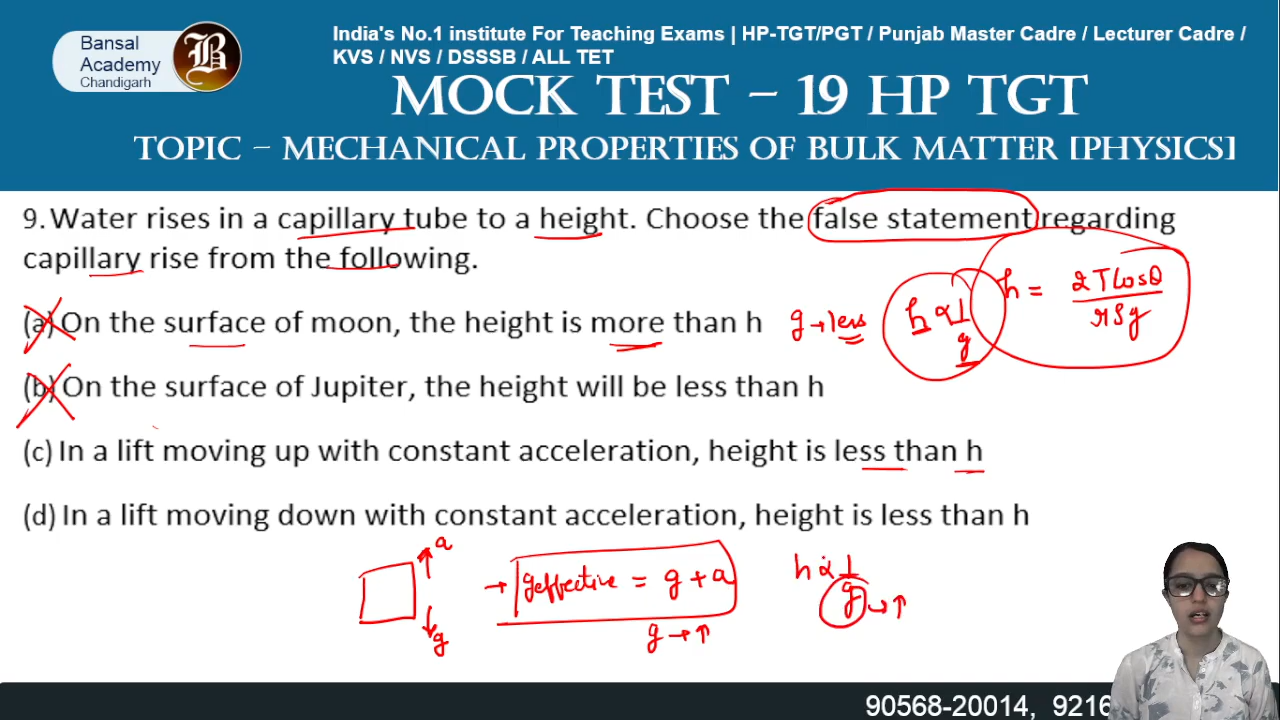 Bansal
Academy
Chandigarh
B
India's No.1 institute For Teaching Exams | HP-TGT/PGT / Punjab Master Cadre / Lecturer Cadre /
KVS / NVS / DSSSB / ALL TET
MOCK TEST – 19 HP TGT
TOPIC – MECHANICAL PROPERTIES OF BULK MATTER [PHYSICS]
9. Water rises in a capillary tube to a height. Choose the false statement regarding
capillary rise from the following.
h = 2Tcosθ / rSg
(a) On the surface of moon, the height is more than h g → less h ∝ 1/g
(b) On the surface of Jupiter, the height will be less than h
(c) In a lift moving up with constant acceleration, height is less than h
(d) In a lift moving down with constant acceleration, height is less than h
a
→ geffective = g + a
h ∝ 1/g → ↑
g
g → ↑
90568-20014, 9216